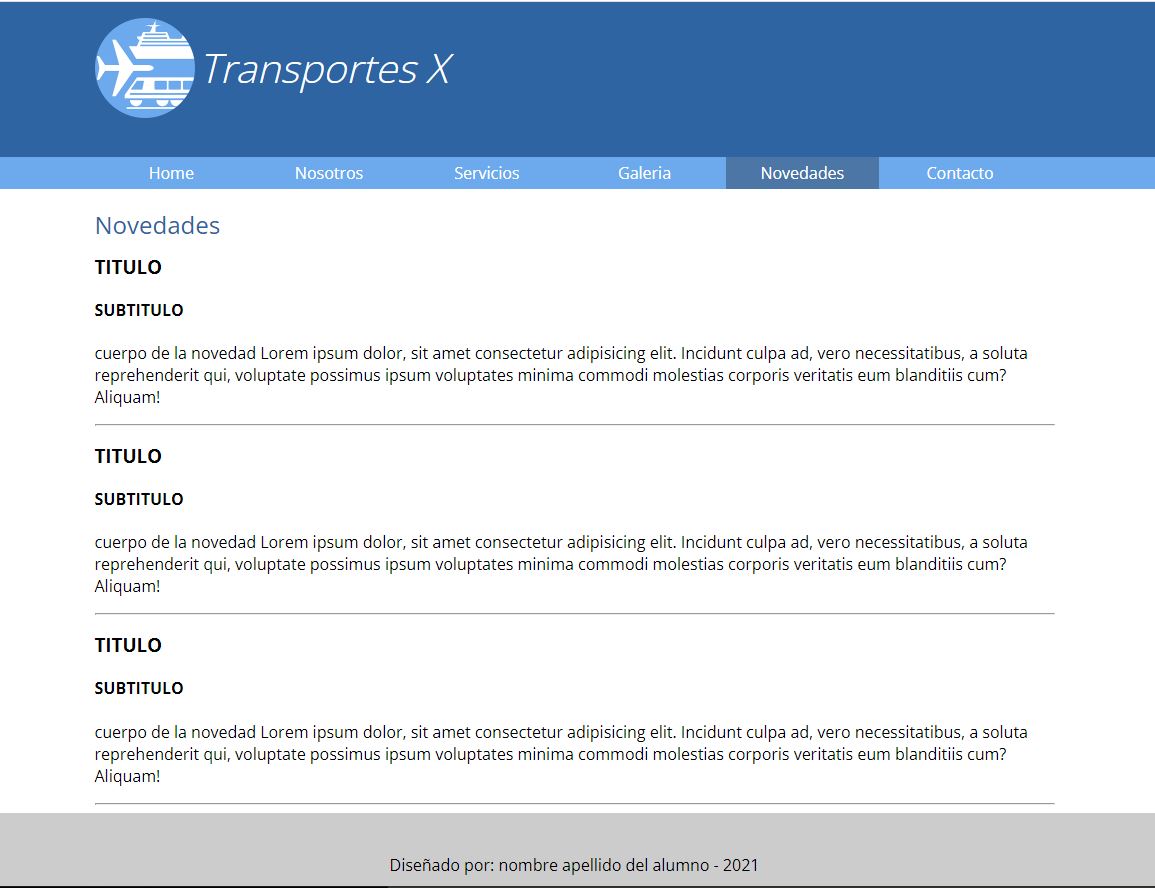 Transportes X
Home Nosotros Servicios Galeria Novedades Contacto
Novedades
TITULO
SUBTITULO
cuerpo de la novedad Lorem ipsum dolor, sit amet consectetur adipisicing elit. Incidunt culpa ad, vero necessitatibus, a soluta
reprehenderit qui, voluptate possimus ipsum voluptates minima commodi molestias corporis veritatis eum blanditiis cum?
Aliquam!
TITULO
SUBTITULO
cuerpo de la novedad Lorem ipsum dolor, sit amet consectetur adipisicing elit. Incidunt culpa ad, vero necessitatibus, a soluta
reprehenderit qui, voluptate possimus ipsum voluptates minima commodi molestias corporis veritatis eum blanditiis cum?
Aliquam!
TITULO
SUBTITULO
cuerpo de la novedad Lorem ipsum dolor, sit amet consectetur adipisicing elit. Incidunt culpa ad, vero necessitatibus, a soluta
reprehenderit qui, voluptate possimus ipsum voluptates minima commodi molestias corporis veritatis eum blanditiis cum?
Aliquam!
Diseñado por: nombre apellido del alumno - 2021